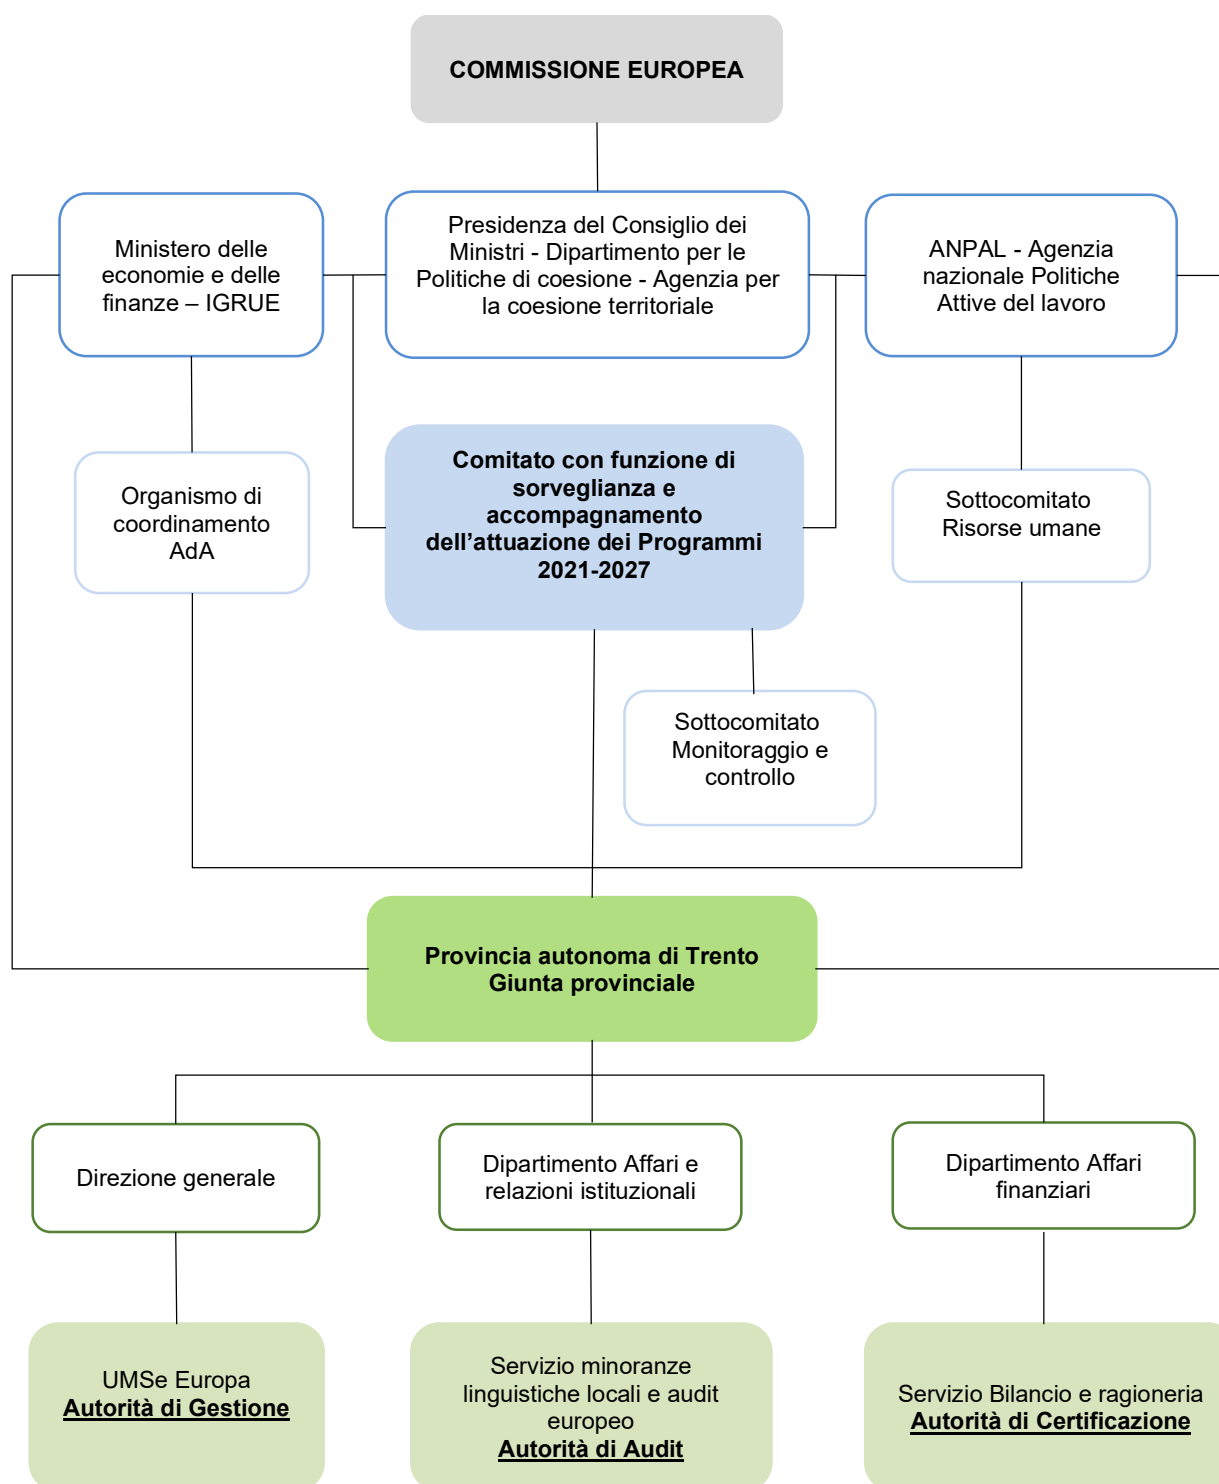 COMMISSIONE EUROPEA
Ministero delle
economie e delle
finanze – IGRUE
Presidenza del Consiglio dei
Ministri - Dipartimento per le
Politiche di coesione - Agenzia per
la coesione territoriale
ANPAL - Agenzia
nazionale Politiche
Attive del lavoro
Organismo di
coordinamento
AdA
Comitato con funzione di
sorveglianza e
accompagnamento
dell’attuazione dei Programmi
2021-2027
Sottocomitato
Risorse umane
Sottocomitato
Monitoraggio e
controllo
Provincia autonoma di Trento
Giunta provinciale
Direzione generale
Dipartimento Affari e
relazioni istituzionali
Dipartimento Affari
finanziari
UMSe Europa
Autorità di Gestione
Servizio minoranze
linguistiche locali e audit
europeo
Autorità di Audit
Servizio Bilancio e ragioneria
Autorità di Certificazione